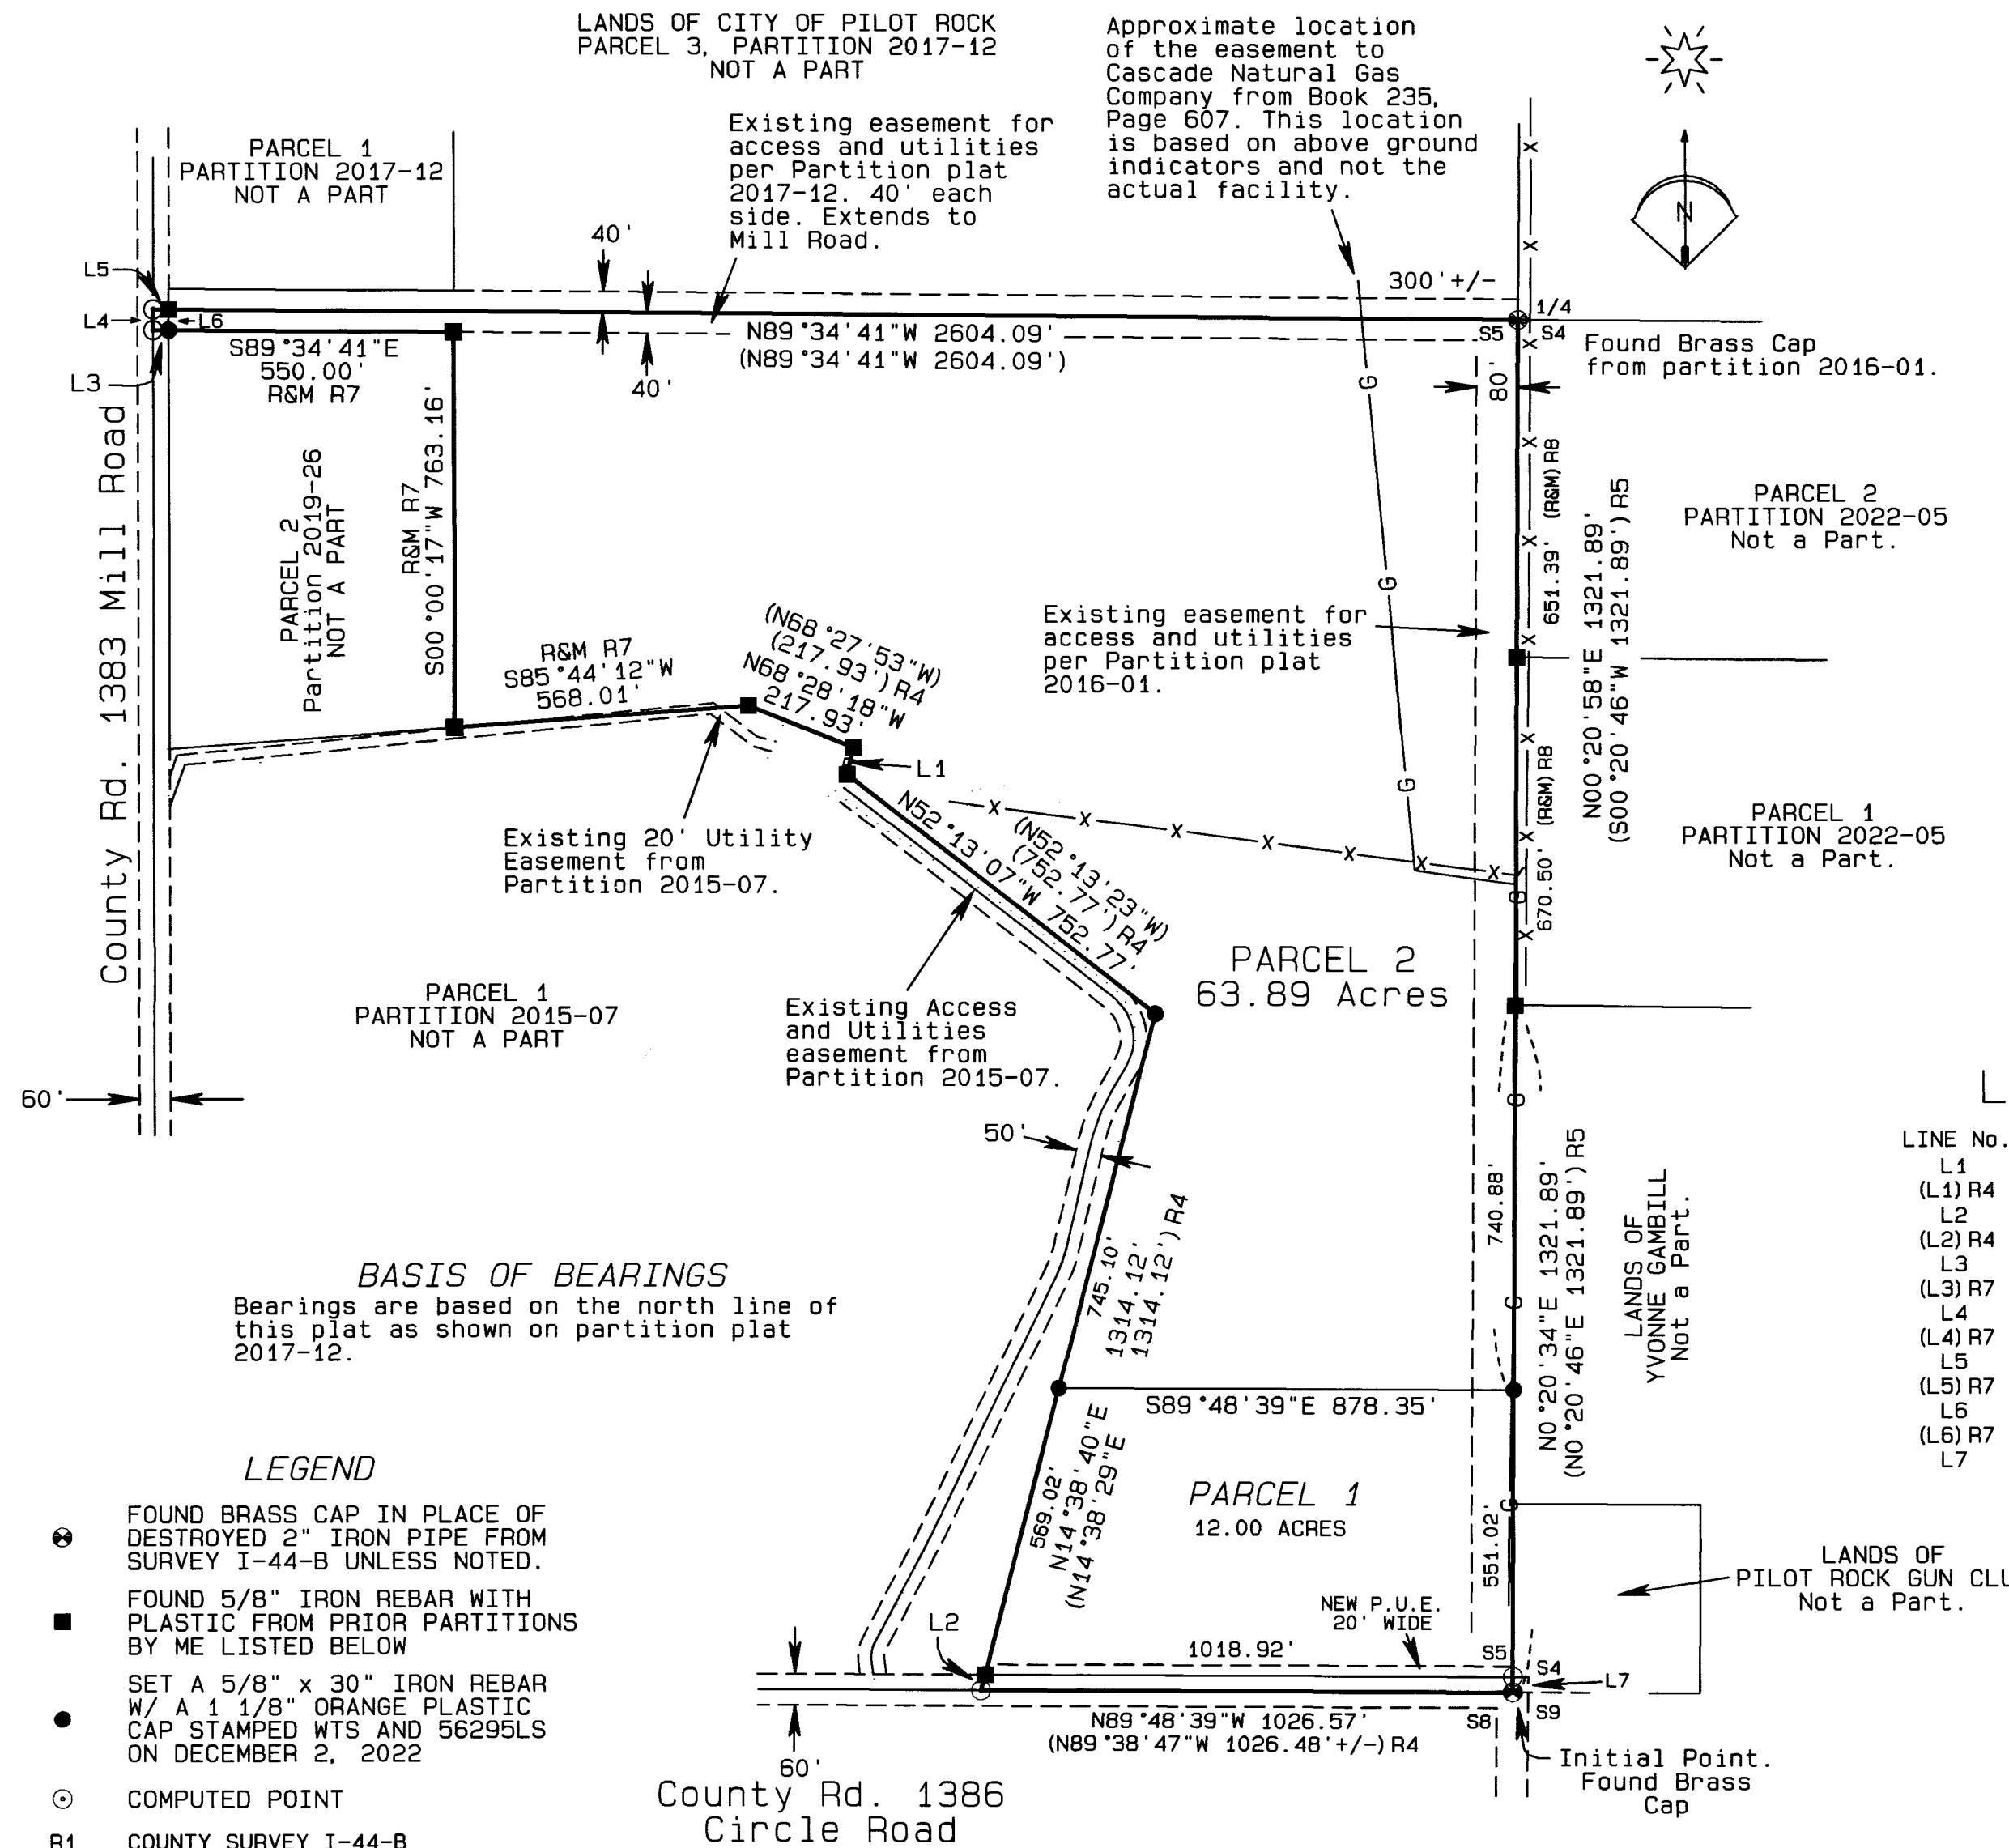 LANDS OF CITY OF PILOT ROCK
PARCEL 3, PARTITION 2017-12
NOT A PART
Approximate location
of the easement to
Cascade Natural Gas
Company from Book 235,
Page 607. This location
is based on above ground
indicators and not the
actual facility.
N
PARCEL 1
PARTITION 2017-12
NOT A PART
Existing easement for
access and utilities
per Partition plat
2017-12. 40' each
side. Extends to
Mill Road.
40'
300'+/-
L5
L4
L6
L3
S89°34'41"E
550.00'
R&M R7
N89°34'41"W 2604.09'
(N89°34'41"W 2604.09')
40'
1/4
S5
S4
Found Brass Cap
from partition 2016-01.
80'
G
X
County Rd. 1383 Mill Road
PARCEL 2
Partition 2019-26
NOT A PART
R&M R7
S00°00'17"W 763.16'
651.39' (R&M) R8
N00°20'58"E 1321.89'
(S00°20'46"W 1321.89') R5
PARCEL 2
PARTITION 2022-05
Not a Part.
R&M R7
S85°44'12"W
568.01'
(N68°27'53"W)
(217.93') R4
N68°28'18"W
217.93'
L1
Existing easement for
access and utilities
per Partition plat
2016-01.
670.50' (R&M) R8
PARCEL 1
PARTITION 2022-05
Not a Part.
Existing 20' Utility
Easement from
Partition 2015-07.
(N52°13'23"W)
(752.77') R4
N52°13'07"W 752.77'
PARCEL 2
63.89 Acres
PARCEL 1
PARTITION 2015-07
NOT A PART
Existing Access
and Utilities
easement from
Partition 2015-07.
60'
50'
745.10'
1314.12'
1314.12') R4
740.88'
N0°20'34"E 1321.89'
(N0°20'46"E 1321.89') R5
LANDS OF
YVONNE GAMBILL
Not a Part.
L
LINE No.
L1
(L1) R4
L2
(L2) R4
L3
(L3) R7
L4
(L4) R7
L5
(L5) R7
L6
(L6) R7
L7
BASIS OF BEARINGS
Bearings are based on the north line of
this plat as shown on partition plat
2017-12.
S89°48'39"E 878.35'
569.02'
N14°38'40"E
(N14°38'29"E
PARCEL 1
12.00 ACRES
551.02'
LANDS OF
PILOT ROCK GUN CLU
Not a Part.
NEW P.U.E.
20' WIDE
L2
1018.92'
S5
S4
L7
N89°48'39"W 1026.57'
(N89°38'47"W 1026.48'+/-) R4
S8
S9
Initial Point.
Found Brass
Cap
60'
County Rd. 1386
Circle Road
LEGEND
FOUND BRASS CAP IN PLACE OF
DESTROYED 2" IRON PIPE FROM
SURVEY I-44-B UNLESS NOTED.
FOUND 5/8" IRON REBAR WITH
PLASTIC FROM PRIOR PARTITIONS
BY ME LISTED BELOW
SET A 5/8" x 30" IRON REBAR
W/ A 1 1/8" ORANGE PLASTIC
CAP STAMPED WTS AND 56295LS
ON DECEMBER 2, 2022
COMPUTED POINT
R1 COUNTY SURVEY I-44-B